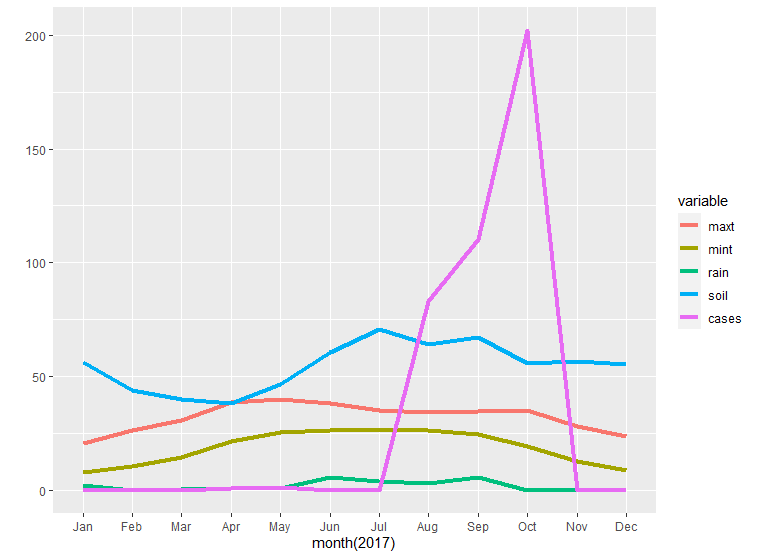 200
150
100
50
0
Jan Feb Mar Apr May Jun Jul Aug Sep Oct Nov Dec
month(2017)
variable
maxt
mint
rain
soil
cases